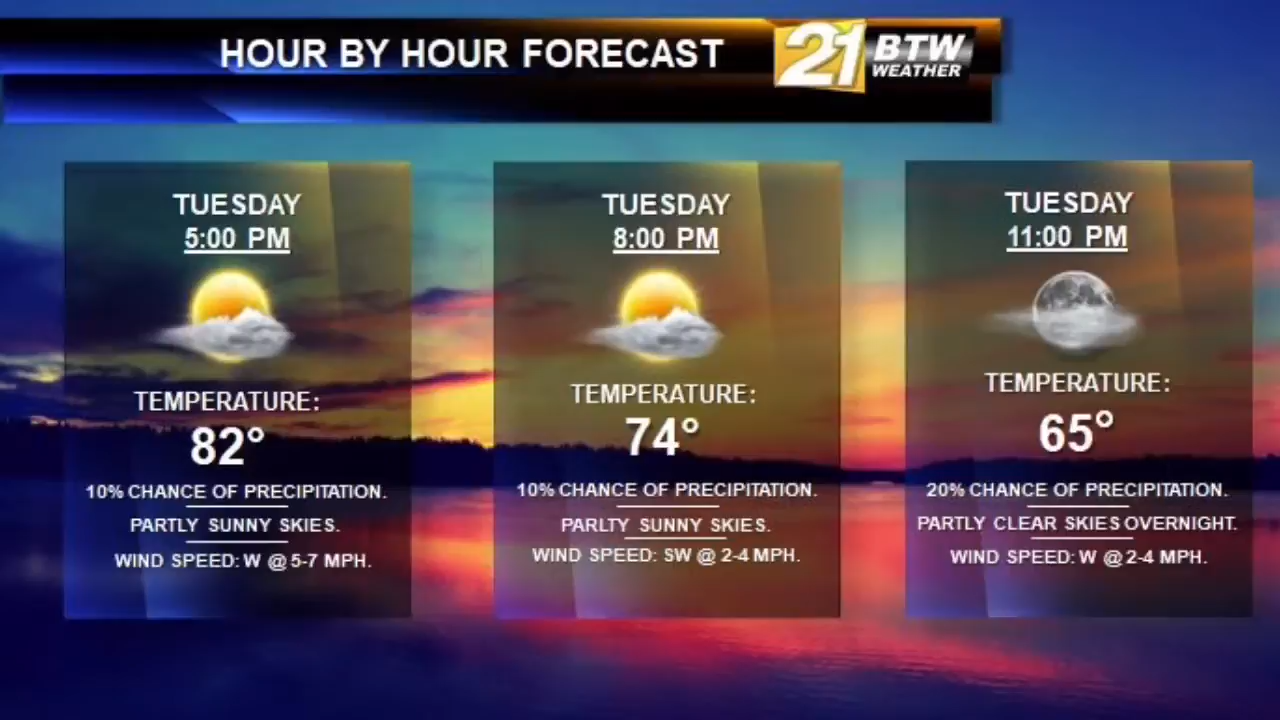 HOUR BY HOUR FORECAST
21 BTW
WEATHER
TUESDAY
5:00 PM
TEMPERATURE:
82°
10% CHANCE OF PRECIPITATION.
PARTLY SUNNY SKIES.
WIND SPEED: W @ 5-7 MPH.
TUESDAY
8:00 PM
TEMPERATURE:
74°
10% CHANCE OF PRECIPITATION.
PARLTY SUNNY SKIES.
WIND SPEED: SW @ 2-4 MPH.
TUESDAY
11:00 PM
TEMPERATURE:
65°
20% CHANCE OF PRECIPITATION.
PARTLY CLEAR SKIES OVERNIGHT.
WIND SPEED: W @ 2-4 MPH.